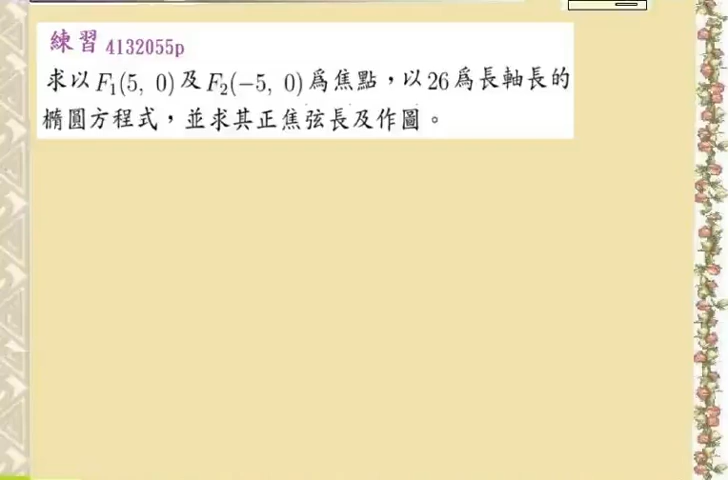 練習 4132055p
求以 F₁(5, 0) 及 F₂(−5, 0) 爲焦點，以 26 爲長軸長的
橢圓方程式，並求其正焦弦長及作圖。